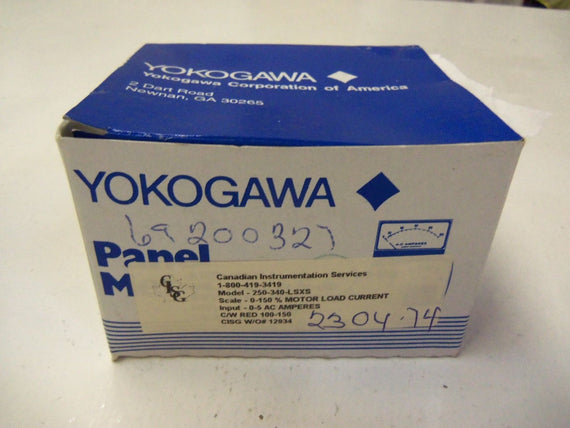 YOKOGAWA
Yokogawa Corporation of America
2 Dart Road
Newnan, GA 30265
YOKOGAWA
69200327
Panel
M
A.C. AMPERES
CISG
Canadian Instrumentation Services
1-800-419-3419
Model - 250-340-LSXS
Scale - 0-150 % MOTOR LOAD CURRENT
Input - 0-5 AC AMPERES
C/W RED 100-150
CISG W/O# 12934
2304.74